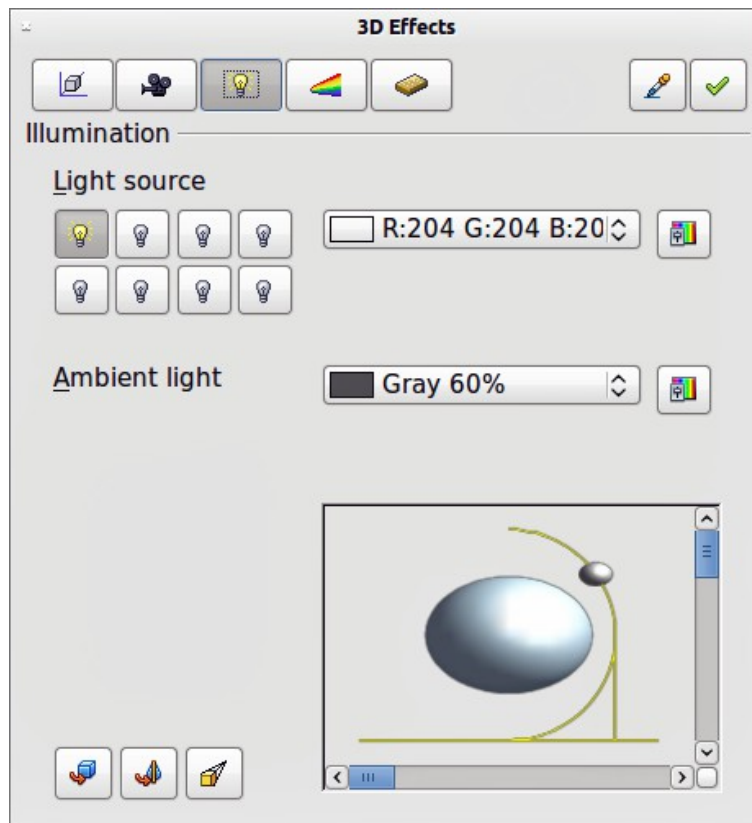 3D Effects
Illumination
Light source
R:204 G:204 B:20
Ambient light
Gray 60%